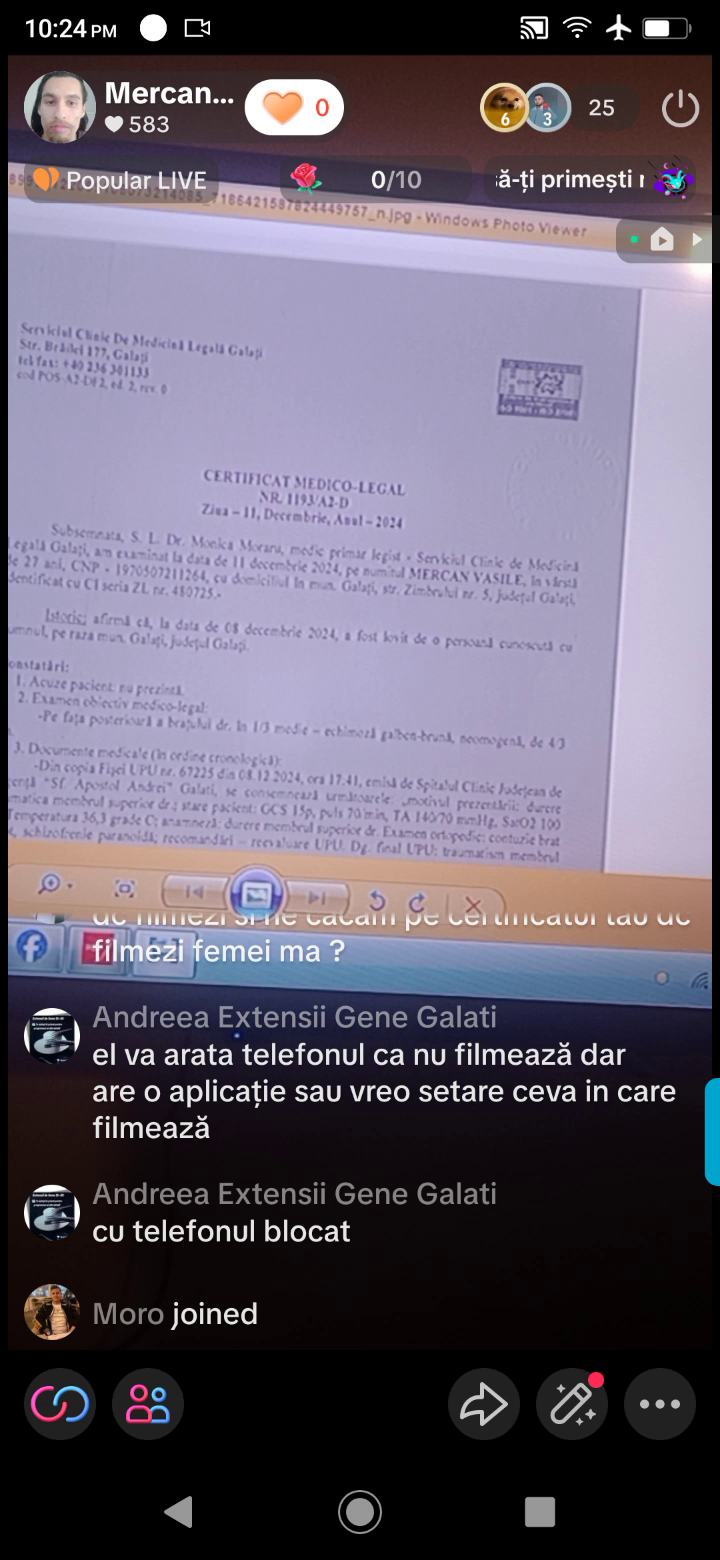 10:24 PM
Mercan...
583
0
6
3
25
Popular LIVE
0/10
ă-ți primești
7186421587824449757_n.jpg - Windows Photo Viewer
Serviciul Clinic De Medicină Legală Galați
Str. Brăilei 177, Galați
tel/fax: +40 236 301133
cod POS-A2-DF2, ed. 2, rev. 0
CERTIFICAT MEDICO-LEGAL
NR. 1193/A2-D
Ziua – 11, Decembrie, Anul – 2024
Subsemnata, S. L. Dr. Monica Moraru, medic primar legist - Serviciul Clinic de Medicină
egală Galați, am examinat la data de 11 decembrie 2024, pe numitul MERCAN VASILE, în vârstă
e 27 ani, CNP - 1970507211264, cu domiciliul în mun. Galați, str. Zimbrului nr. 5, județul Galați,
dentificat cu CI seria ZL nr. 480725.-
Istoric: afirmă că, la data de 08 decembrie 2024, a fost lovit de o persoană cunoscută cu
umnul, pe raza mun. Galați, județul Galați.
onstatări:
1. Acuze pacient: nu prezintă.
2. Examen obiectiv medico-legal:
-Pe fața posterioară a brațului dr. în 1/3 medie – echimoză galben-brună, neomogenă, de 4/3
3. Documente medicale (în ordine cronologică):
-Din copia Fișei UPU nr. 67225 din 08.12.2024, ora 17.41, emisă de Spitalul Clinic Județean de
gență "Sf. Apostol Andrei" Galați, se consemnează următoarele: „motivul prezentării: durere
matica membrul superior dr.; stare pacient: GCS 15p, puls 70/min, TA 140/70 mmHg, SaO2 100
Temperatura 36,3 grade C; anamneză: durere membrul superior dr. Examen ortopedic: contuzie braț
, schizofrenie paranoidă; recomandări – reevaluare UPU. Dg. final UPU: traumatism membrul
filmezi femei ma ?
Andreea Extensii Gene Galati
el va arata telefonul ca nu filmează dar
are o aplicație sau vreo setare ceva in care
filmează
Andreea Extensii Gene Galati
cu telefonul blocat
Moro joined